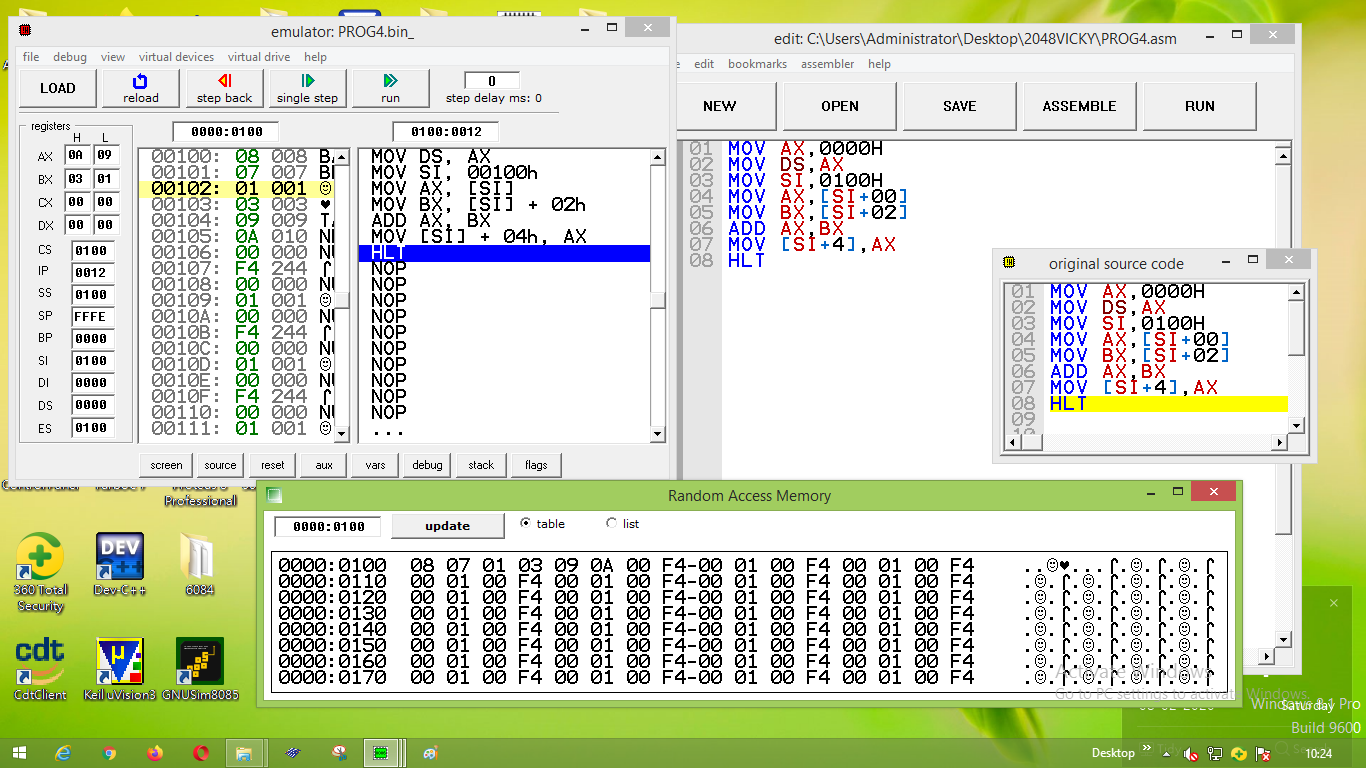 emulator: PROG4.bin_
file debug view virtual devices virtual drive help
LOAD
reload
step back
single step
run
0
step delay ms: 0
registers
H L
AX 0A 09
BX 03 01
CX 00 00
DX 00 00
CS 0100
IP 0012
SS 0100
SP FFFE
BP 0000
SI 0100
DI 0000
DS 0000
ES 0100
0000:0100
00100: 08 008
00101: 07 007
00102: 01 001 ☺
00103: 03 003 ♥
00104: 09 009
00105: 0A 010
00106: 00 000
00107: F4 244 ⌠
00108: 00 000
00109: 01 001 ☺
0010A: 00 000
0010B: F4 244 ⌠
0010C: 00 000
0010D: 01 001 ☺
0010E: 00 000
0010F: F4 244 ⌠
00110: 00 000
00111: 01 001 ☺
0100:0012
MOV DS, AX
MOV SI, 00100h
MOV AX, [SI]
MOV BX, [SI] + 02h
ADD AX, BX
MOV [SI] + 04h, AX
HLT
NOP
NOP
NOP
NOP
NOP
NOP
NOP
NOP
NOP
NOP
...
screen source reset aux vars debug stack flags
edit: C:\Users\Administrator\Desktop\2048VICKY\PROG4.asm
edit bookmarks assembler help
NEW OPEN SAVE ASSEMBLE RUN
01 MOV AX,0000H
02 MOV DS,AX
03 MOV SI,0100H
04 MOV AX,[SI+00]
05 MOV BX,[SI+02]
06 ADD AX,BX
07 MOV [SI+4],AX
08 HLT
original source code
01 MOV AX,0000H
02 MOV DS,AX
03 MOV SI,0100H
04 MOV AX,[SI+00]
05 MOV BX,[SI+02]
06 ADD AX,BX
07 MOV [SI+4],AX
08 HLT
09
Random Access Memory
0000:0100 update table list
0000:0100 08 07 01 03 09 0A 00 F4-00 01 00 F4 00 01 00 F4 ..☺♥...⌠.☺.⌠.☺.⌠
0000:0110 00 01 00 F4 00 01 00 F4-00 01 00 F4 00 01 00 F4 .☺.⌠.☺.⌠.☺.⌠.☺.⌠
0000:0120 00 01 00 F4 00 01 00 F4-00 01 00 F4 00 01 00 F4 .☺.⌠.☺.⌠.☺.⌠.☺.⌠
0000:0130 00 01 00 F4 00 01 00 F4-00 01 00 F4 00 01 00 F4 .☺.⌠.☺.⌠.☺.⌠.☺.⌠
0000:0140 00 01 00 F4 00 01 00 F4-00 01 00 F4 00 01 00 F4 .☺.⌠.☺.⌠.☺.⌠.☺.⌠
0000:0150 00 01 00 F4 00 01 00 F4-00 01 00 F4 00 01 00 F4 .☺.⌠.☺.⌠.☺.⌠.☺.⌠
0000:0160 00 01 00 F4 00 01 00 F4-00 01 00 F4 00 01 00 F4 .☺.⌠.☺.⌠.☺.⌠.☺.⌠
0000:0170 00 01 00 F4 00 01 00 F4-00 01 00 F4 00 01 00 F4 .☺.⌠.☺.⌠.☺.⌠.☺.⌠
Professional
360 Total Security
DEV
Dev-C++
6084
cdt
CdtClient
Keil uVision3
GNUSim8085
Activate Windows
Go to PC settings to activate Windows.
Saturday
Windows 8.1 Pro
Build 9600
Desktop
10:24